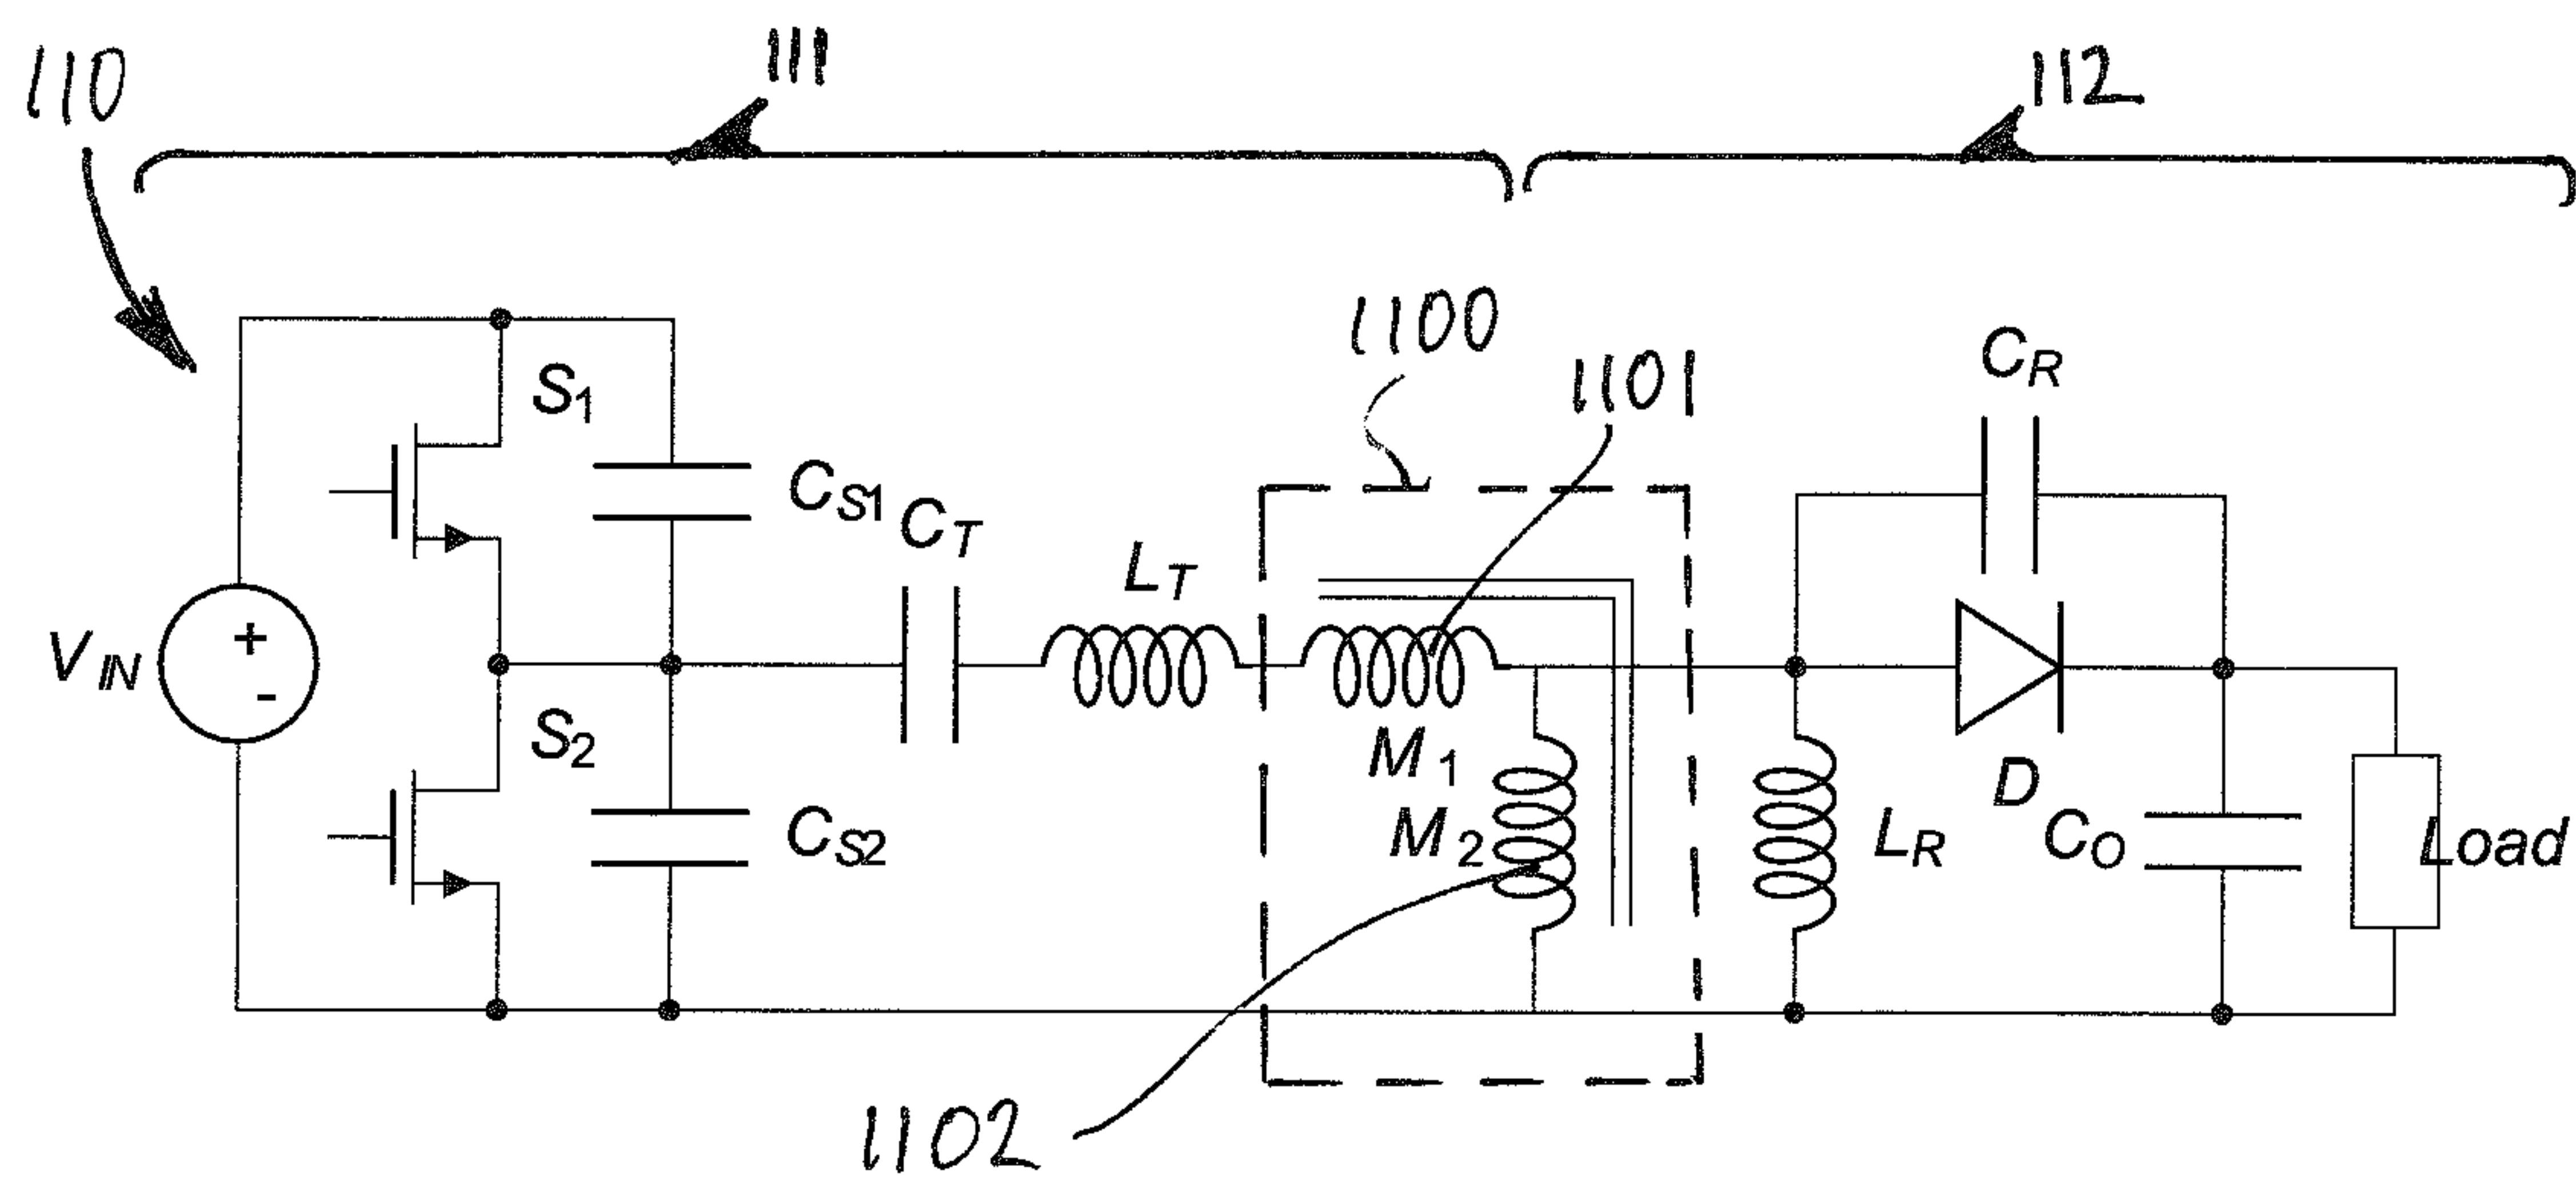 110
111
112
1100
1101
S1
CS1
CT
LT
CR
VIN
+
-
S2
CS2
M1
M2
LR
D
CO
Load
1102